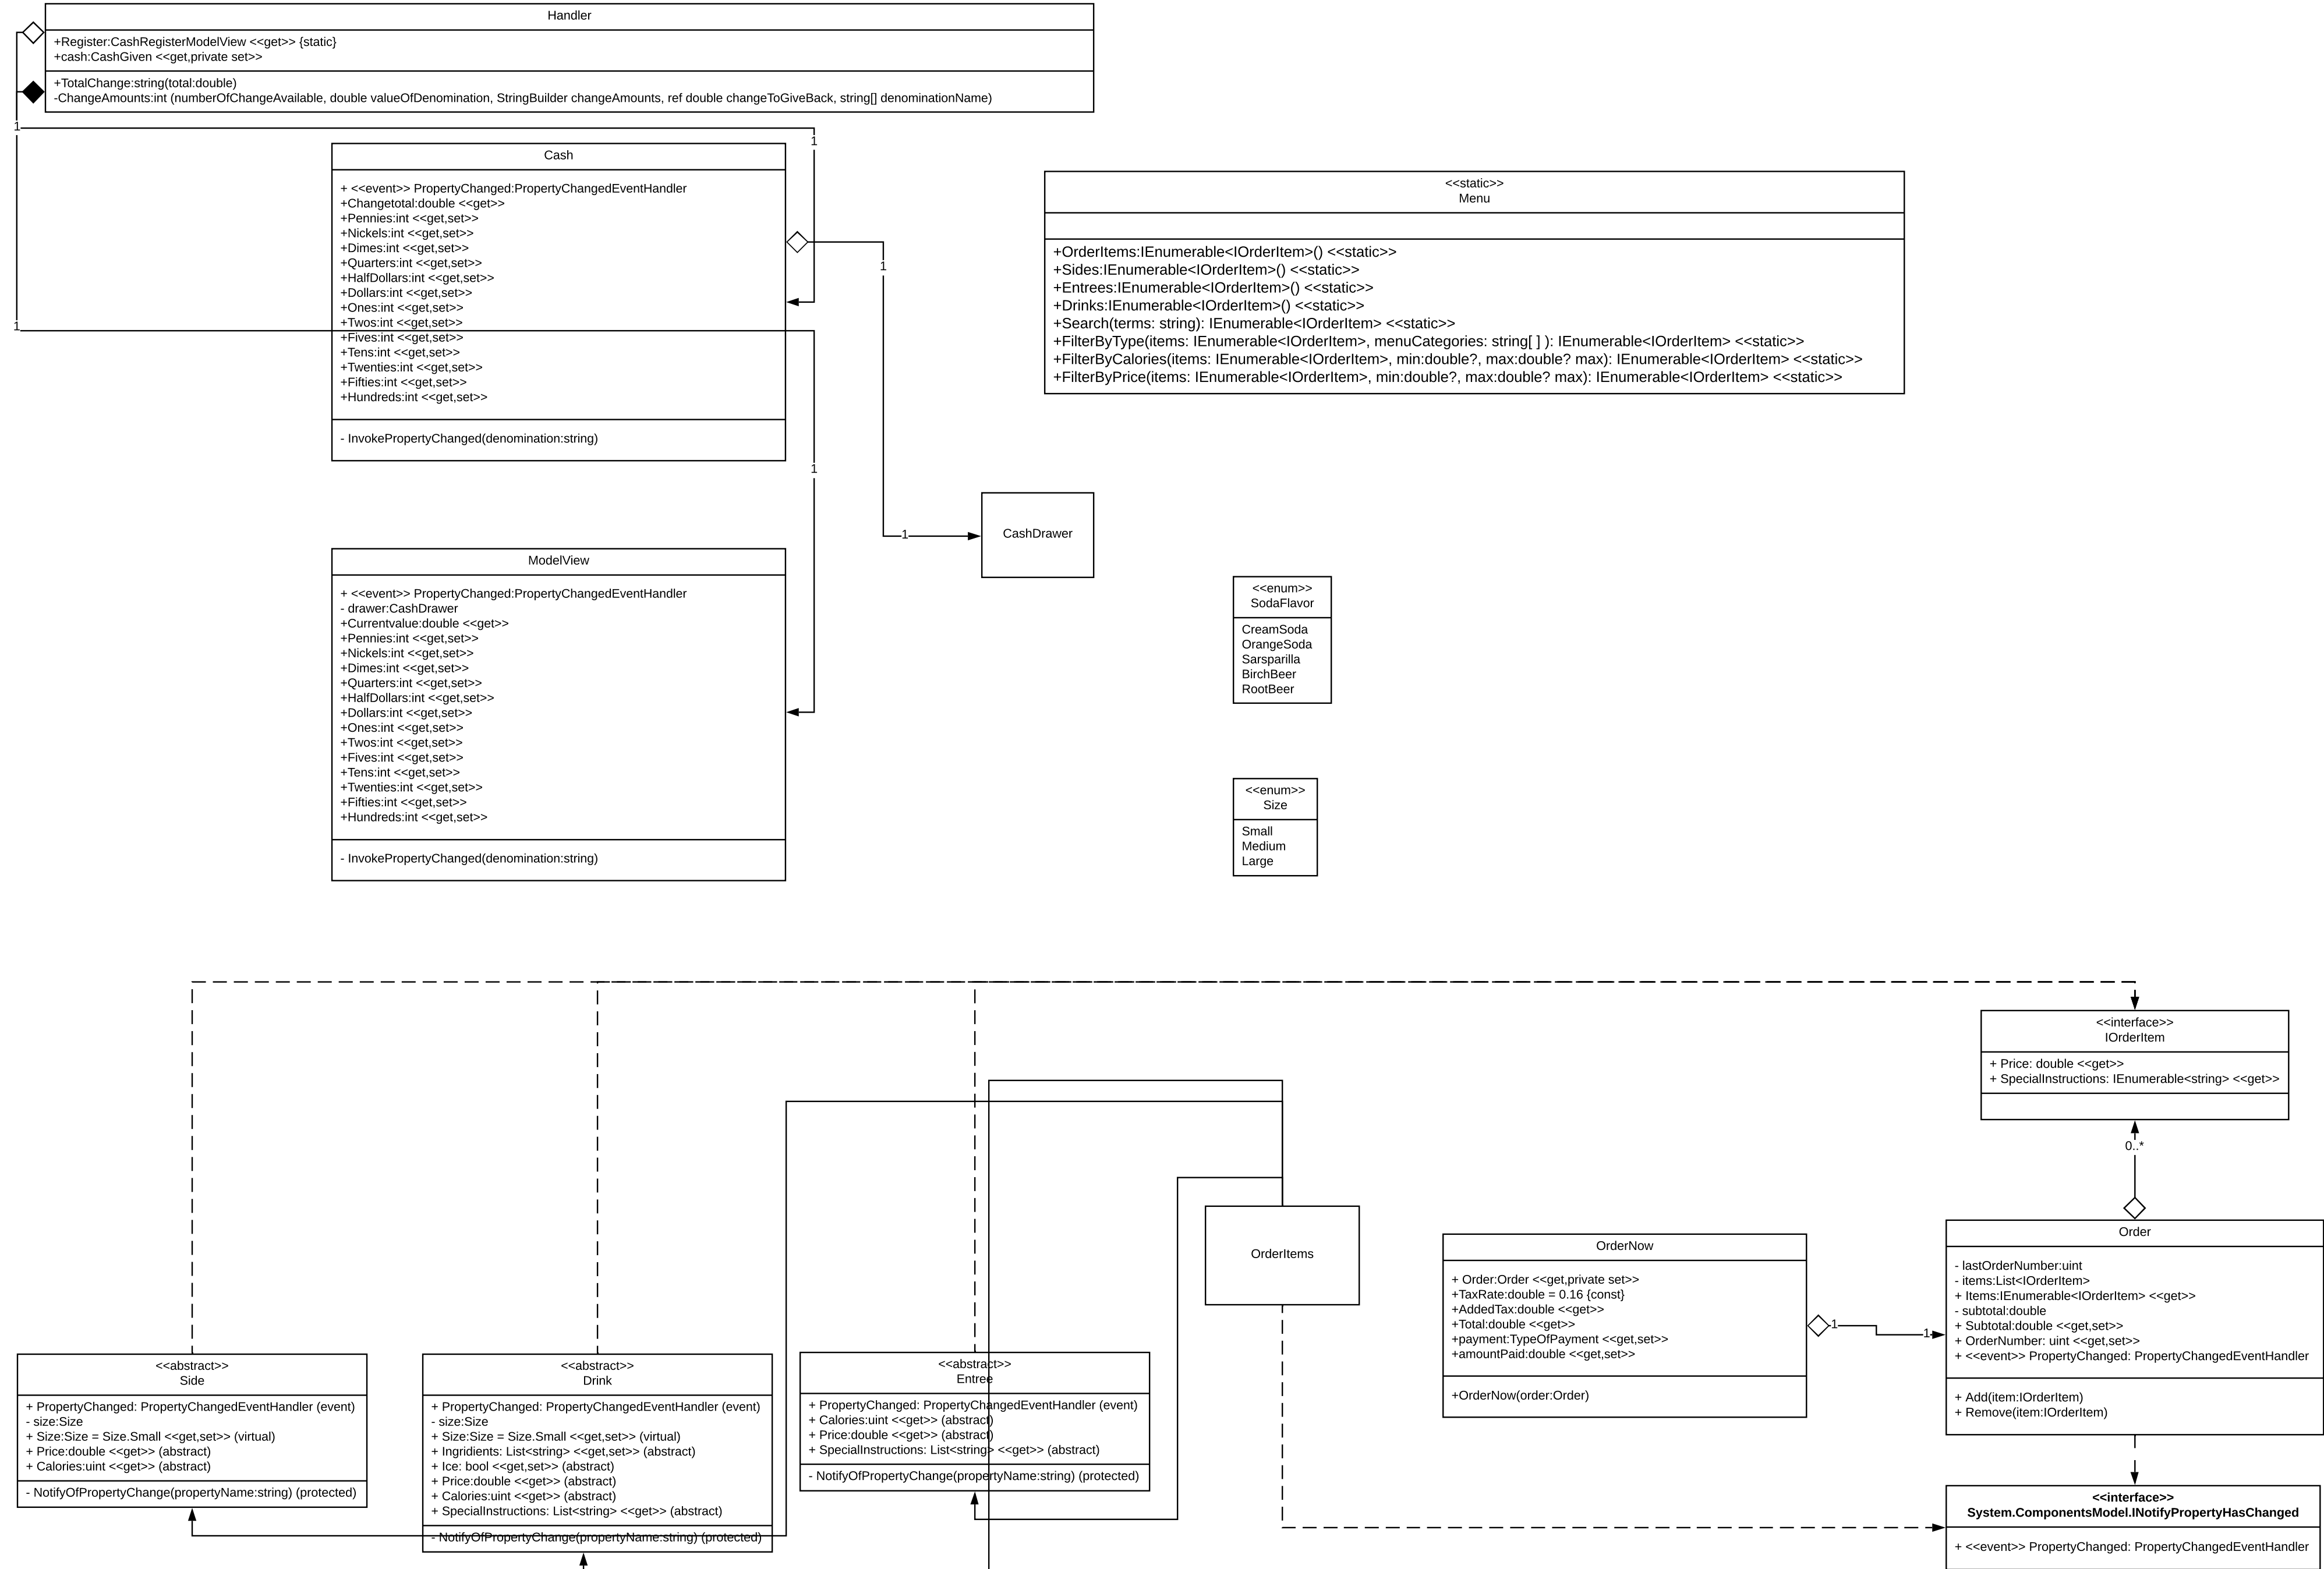 Handler
+Register:CashRegisterModelView <<get>> {static}
+cash:CashGiven <<get,private set>>
+TotalChange:string(total:double)
-ChangeAmounts:int (numberOfChangeAvailable, double valueOfDenomination, StringBuilder changeAmounts, ref double changeToGiveBack, string[] denominationName)
1
1
1
1
Cash
+ <<event>> PropertyChanged:PropertyChangedEventHandler
+Changetotal:double <<get>>
+Pennies:int <<get,set>>
+Nickels:int <<get,set>>
+Dimes:int <<get,set>>
+Quarters:int <<get,set>>
+HalfDollars:int <<get,set>>
+Dollars:int <<get,set>>
+Ones:int <<get,set>>
+Twos:int <<get,set>>
+Fives:int <<get,set>>
+Tens:int <<get,set>>
+Twenties:int <<get,set>>
+Fifties:int <<get,set>>
+Hundreds:int <<get,set>>
- InvokePropertyChanged(denomination:string)
1
1
<<static>>
Menu
+OrderItems:IEnumerable<IOrderItem>() <<static>>
+Sides:IEnumerable<IOrderItem>() <<static>>
+Entrees:IEnumerable<IOrderItem>() <<static>>
+Drinks:IEnumerable<IOrderItem>() <<static>>
+Search(terms: string): IEnumerable<IOrderItem> <<static>>
+FilterByType(items: IEnumerable<IOrderItem>, menuCategories: string[ ] ): IEnumerable<IOrderItem> <<static>>
+FilterByCalories(items: IEnumerable<IOrderItem>, min:double?, max:double? max): IEnumerable<IOrderItem> <<static>>
+FilterByPrice(items: IEnumerable<IOrderItem>, min:double?, max:double? max): IEnumerable<IOrderItem> <<static>>
CashDrawer
ModelView
+ <<event>> PropertyChanged:PropertyChangedEventHandler
- drawer:CashDrawer
+Currentvalue:double <<get>>
+Pennies:int <<get,set>>
+Nickels:int <<get,set>>
+Dimes:int <<get,set>>
+Quarters:int <<get,set>>
+HalfDollars:int <<get,set>>
+Dollars:int <<get,set>>
+Ones:int <<get,set>>
+Twos:int <<get,set>>
+Fives:int <<get,set>>
+Tens:int <<get,set>>
+Twenties:int <<get,set>>
+Fifties:int <<get,set>>
+Hundreds:int <<get,set>>
- InvokePropertyChanged(denomination:string)
<<enum>>
SodaFlavor
CreamSoda
OrangeSoda
Sarsparilla
BirchBeer
RootBeer
<<enum>>
Size
Small
Medium
Large
<<interface>>
IOrderItem
+ Price: double <<get>>
+ SpecialInstructions: IEnumerable<string> <<get>>
0..*
OrderItems
OrderNow
+ Order:Order <<get,private set>>
+TaxRate:double = 0.16 {const}
+AddedTax:double <<get>>
+Total:double <<get>>
+payment:TypeOfPayment <<get,set>>
+amountPaid:double <<get,set>>
+OrderNow(order:Order)
1
1
Order
- lastOrderNumber:uint
- items:List<IOrderItem>
+ Items:IEnumerable<IOrderItem> <<get>>
- subtotal:double
+ Subtotal:double <<get,set>>
+ OrderNumber: uint <<get,set>>
+ <<event>> PropertyChanged: PropertyChangedEventHandler
+ Add(item:IOrderItem)
+ Remove(item:IOrderItem)
<<abstract>>
Side
+ PropertyChanged: PropertyChangedEventHandler (event)
- size:Size
+ Size:Size = Size.Small <<get,set>> (virtual)
+ Price:double <<get>> (abstract)
+ Calories:uint <<get>> (abstract)
- NotifyOfPropertyChange(propertyName:string) (protected)
<<abstract>>
Drink
+ PropertyChanged: PropertyChangedEventHandler (event)
- size:Size
+ Size:Size = Size.Small <<get,set>> (virtual)
+ Ingridients: List<string> <<get,set>> (abstract)
+ Ice: bool <<get,set>> (abstract)
+ Price:double <<get>> (abstract)
+ Calories:uint <<get>> (abstract)
+ SpecialInstructions: List<string> <<get>> (abstract)
- NotifyOfPropertyChange(propertyName:string) (protected)
<<abstract>>
Entree
+ PropertyChanged: PropertyChangedEventHandler (event)
+ Calories:uint <<get>> (abstract)
+ Price:double <<get>> (abstract)
+ SpecialInstructions: List<string> <<get>> (abstract)
- NotifyOfPropertyChange(propertyName:string) (protected)
<<interface>>
System.ComponentsModel.INotifyPropertyHasChanged
+ <<event>> PropertyChanged: PropertyChangedEventHandler